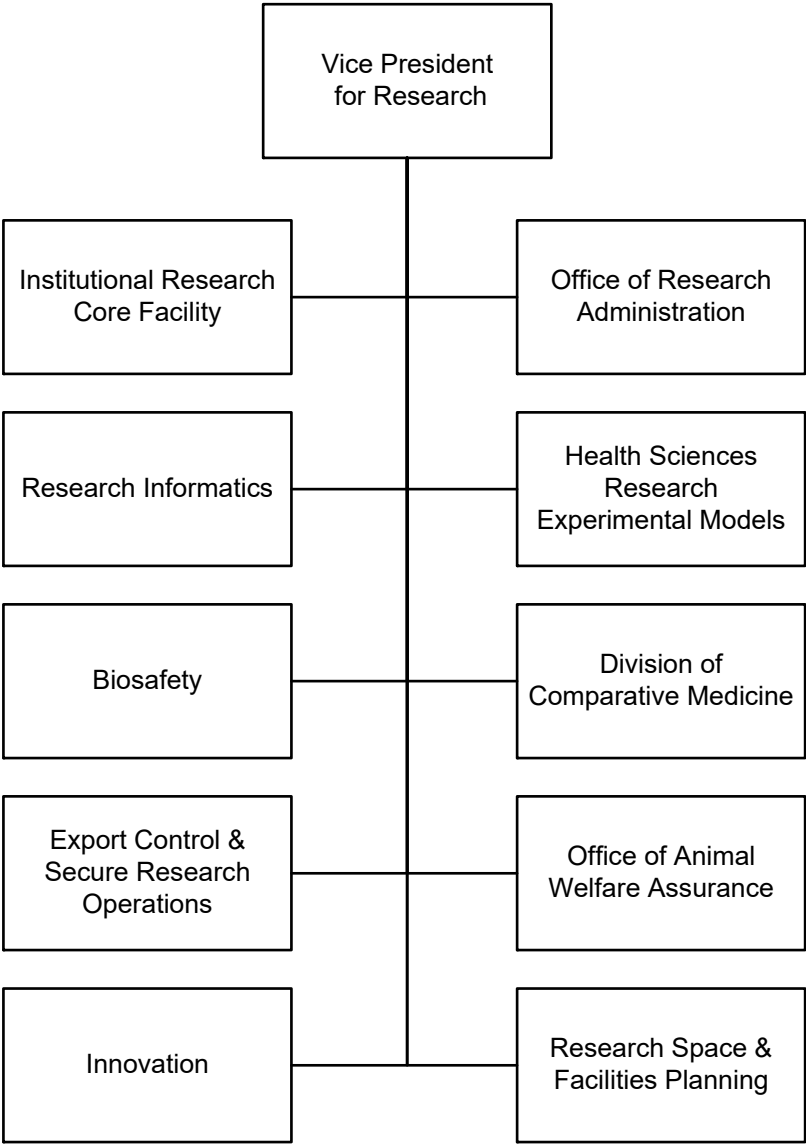 Vice President
for Research
Institutional Research
Core Facility
Office of Research
Administration
Research Informatics
Health Sciences
Research
Experimental Models
Biosafety
Division of
Comparative Medicine
Export Control &
Secure Research
Operations
Office of Animal
Welfare Assurance
Innovation
Research Space &
Facilities Planning